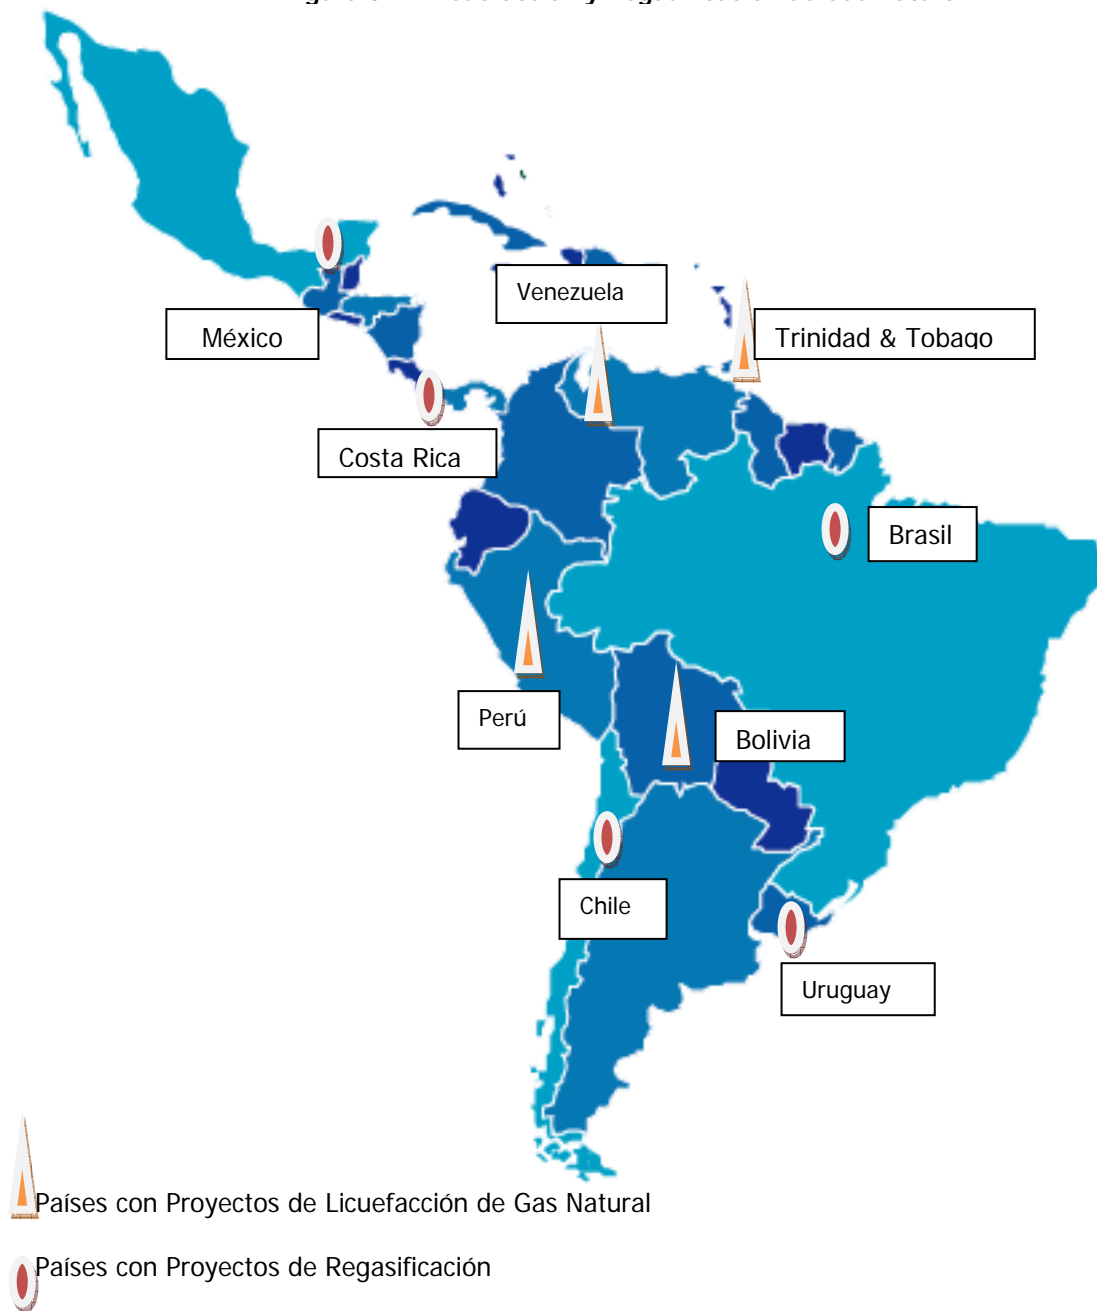 Venezuela
México
Trinidad & Tobago
Costa Rica
Brasil
Perú
Bolivia
Chile
Uruguay
Países con Proyectos de Licuefacción de Gas Natural
Países con Proyectos de Regasificación